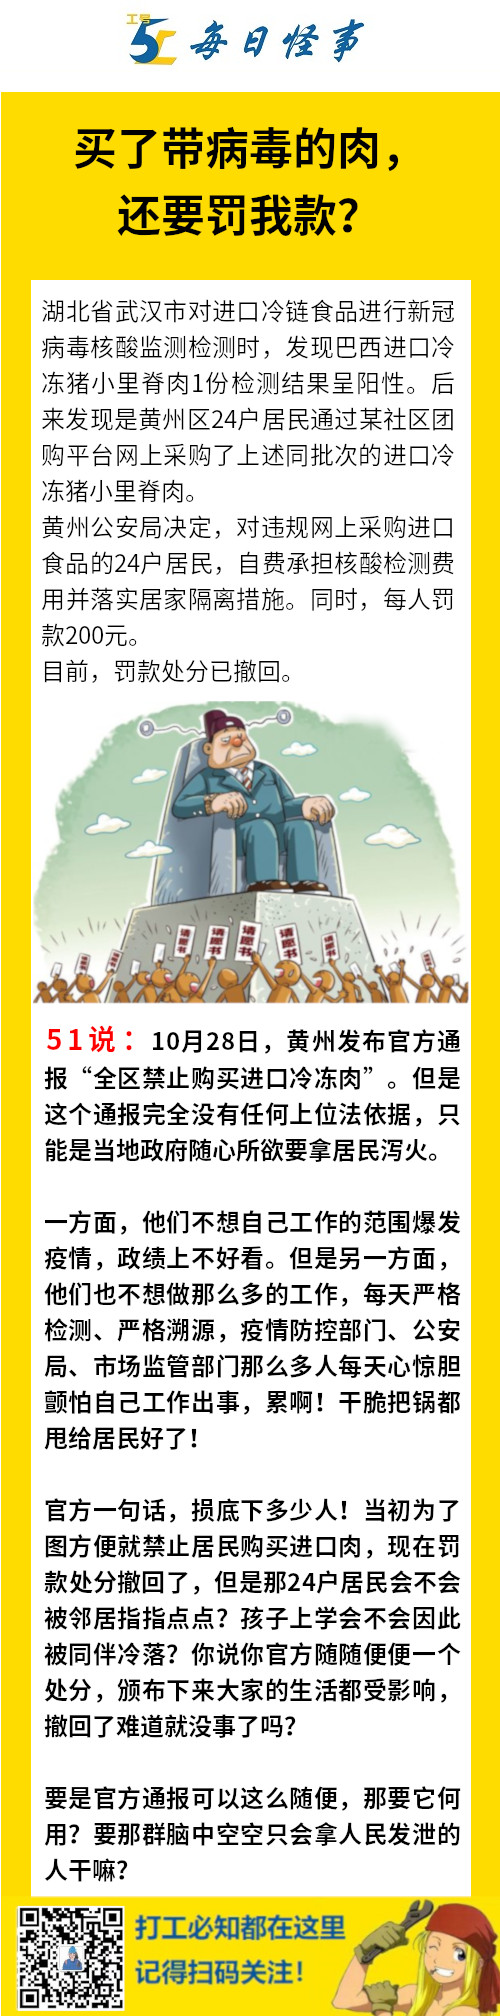 工号
51
每日怪事
买了带病毒的肉，
还要罚我款？
湖北省武汉市对进口冷链食品进行新冠
病毒核酸监测检测时，发现巴西进口冷
冻猪小里脊肉1份检测结果呈阳性。后
来发现是黄州区24户居民通过某社区团
购平台网上采购了上述同批次的进口冷
冻猪小里脊肉。
黄州公安局决定，对违规网上采购进口
食品的24户居民，自费承担核酸检测费
用并落实居家隔离措施。同时，每人罚
款200元。
目前，罚款处分已撤回。
请愿书
请愿书
请愿书
请愿书
请愿书
51说：10月28日，黄州发布官方通
报“全区禁止购买进口冷冻肉”。但是
这个通报完全没有任何上位法依据，只
能是当地政府随心所欲要拿居民泻火。
一方面，他们不想自己工作的范围爆发
疫情，政绩上不好看。但是另一方面，
他们也不想做那么多的工作，每天严格
检测、严格溯源，疫情防控部门、公安
局、市场监管部门那么多人每天心惊胆
颤怕自己工作出事，累啊！干脆把锅都
甩给居民好了！
官方一句话，损底下多少人！当初为了
图方便就禁止居民购买进口肉，现在罚
款处分撤回了，但是那24户居民会不会
被邻居指指点点？孩子上学会不会因此
被同伴冷落？你说你官方随随便便一个
处分，颁布下来大家的生活都受影响，
撤回了难道就没事了吗？
要是官方通报可以这么随便，那要它何
用？要那群脑中空空只会拿人民发泄的
人干嘛？
打工必知都在这里
记得扫码关注！